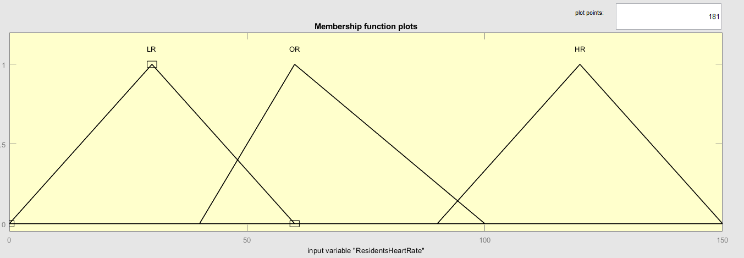 plot points: 181
Membership function plots
LR OR HR
1
.5
0
0 50 100 150
input variable "ResidentsHeartRate"